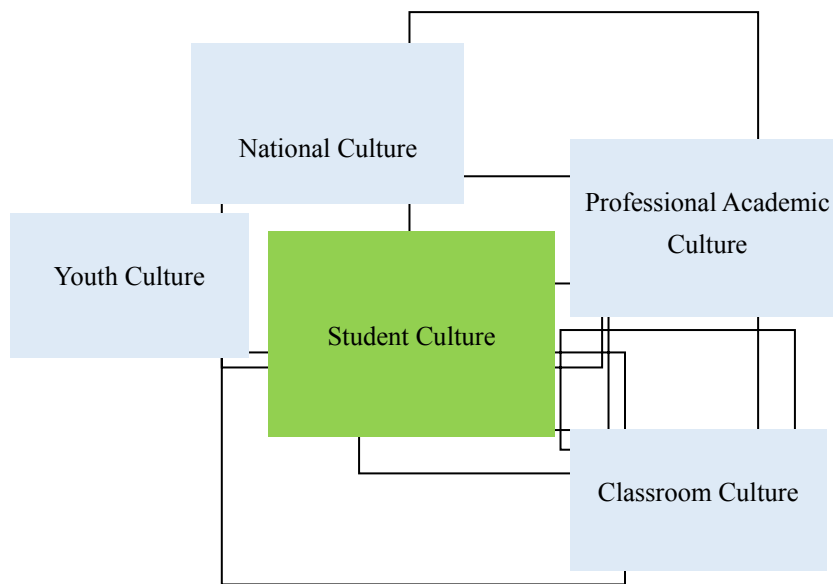 National Culture
Professional Academic
Culture
Youth Culture
Student Culture
Classroom Culture